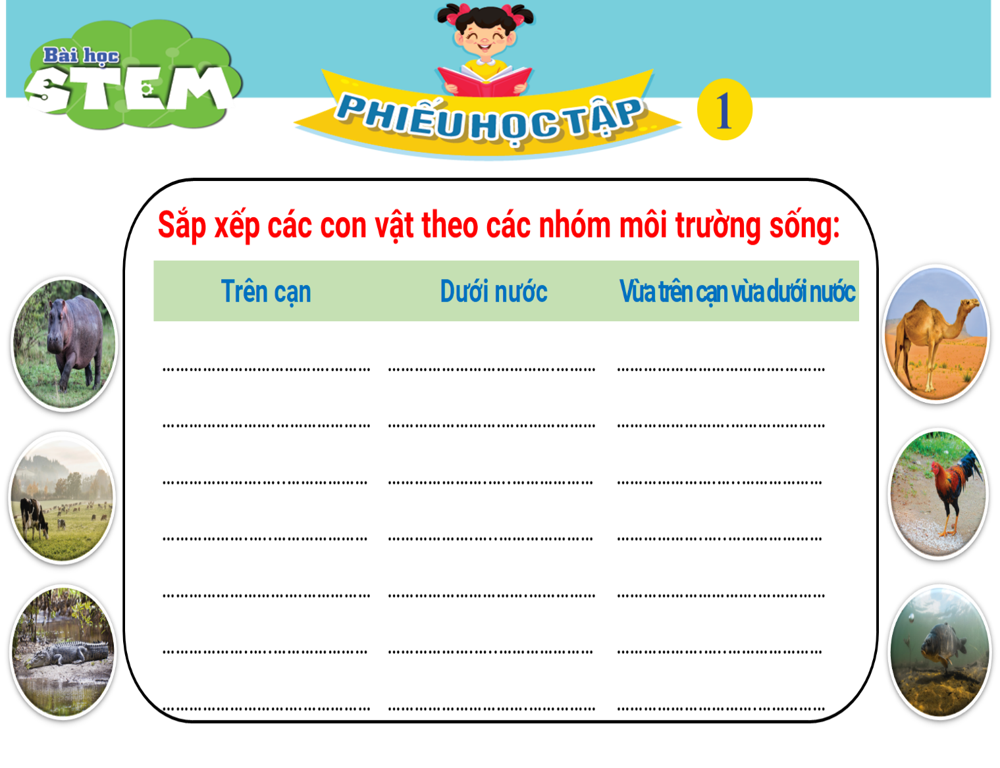 Bài học
STEM
PHIẾU HỌC TẬP
1
Sắp xếp các con vật theo các nhóm môi trường sống:
Trên cạn Dưới nước Vừa trên cạn vừa dưới nước